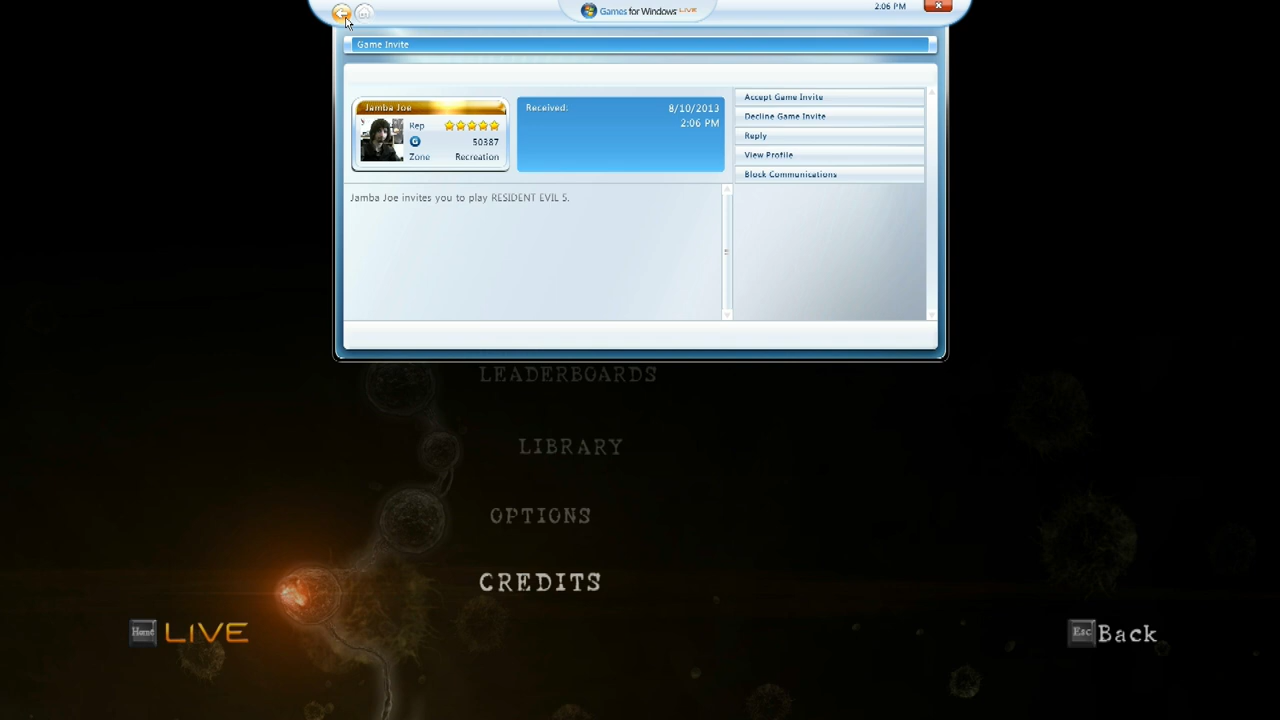 Games for Windows LIVE
2:06 PM
Game Invite
Jamba Joe
Rep
G 50387
Zone Recreation
Received: 8/10/2013
2:06 PM
Accept Game Invite
Decline Game Invite
Reply
View Profile
Block Communications
Jamba Joe invites you to play RESIDENT EVIL 5.
LEADERBOARDS
LIBRARY
OPTIONS
CREDITS
Home LIVE
Esc Back